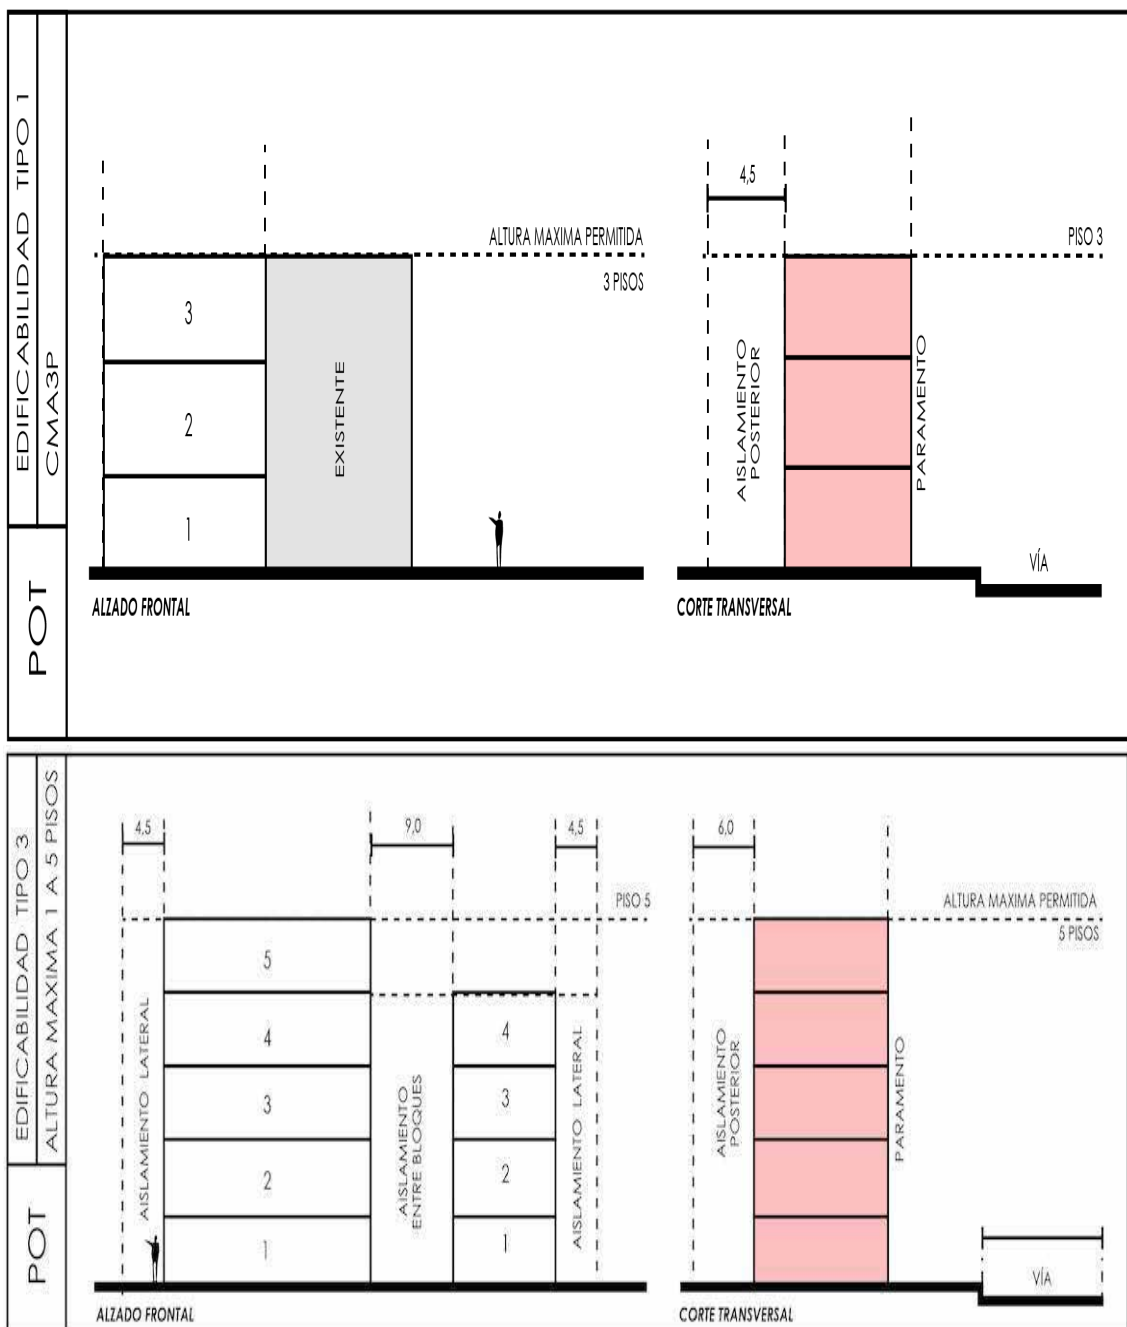 EDIFICABILIDAD TIPO 1
CMA3P
POT
ALTURA MAXIMA PERMITIDA
3 PISOS
3
2
1
EXISTENTE
ALZADO FRONTAL
4,5
PISO 3
AISLAMIENTO
POSTERIOR
PARAMENTO
VÍA
CORTE TRANSVERSAL
EDIFICABILIDAD TIPO 3
ALTURA MAXIMA 1 A 5 PISOS
POT
4,5
9,0
4,5
PISO 5
5
4
3
2
1
4
3
2
1
AISLAMIENTO LATERAL
AISLAMIENTO
ENTRE BLOQUES
AISLAMIENTO LATERAL
ALZADO FRONTAL
6,0
ALTURA MAXIMA PERMITIDA
5 PISOS
AISLAMIENTO
POSTERIOR
PARAMENTO
VÍA
CORTE TRANSVERSAL